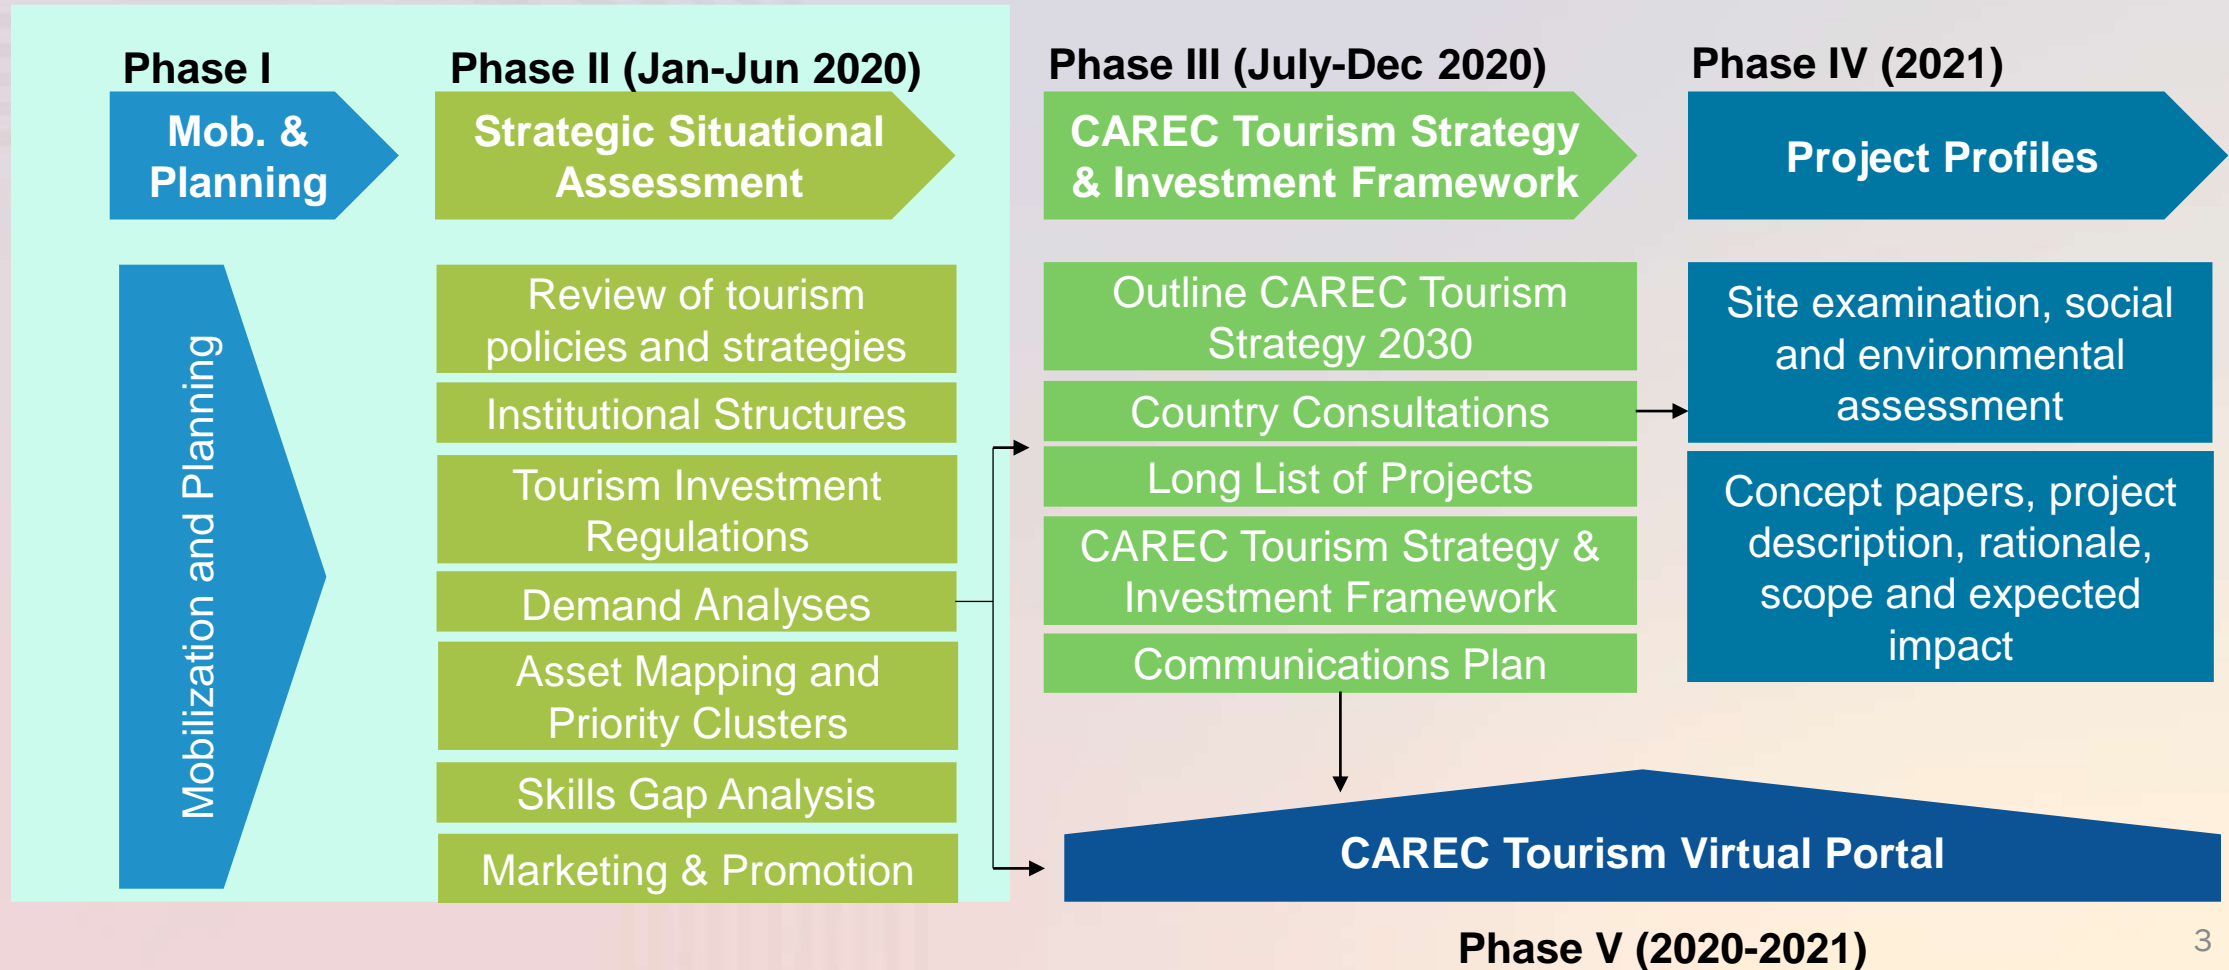 Phase I
Mob. &
Planning
Mobilization and Planning
Phase II (Jan-Jun 2020)
Strategic Situational
Assessment
Review of tourism
policies and strategies
Institutional Structures
Tourism Investment
Regulations
Demand Analyses
Asset Mapping and
Priority Clusters
Skills Gap Analysis
Marketing & Promotion
Phase III (July-Dec 2020)
CAREC Tourism Strategy
& Investment Framework
Outline CAREC Tourism
Strategy 2030
Country Consultations
Long List of Projects
CAREC Tourism Strategy &
Investment Framework
Communications Plan
Phase IV (2021)
Project Profiles
Site examination, social
and environmental
assessment
Concept papers, project
description, rationale,
scope and expected
impact
CAREC Tourism Virtual Portal
Phase V (2020-2021)
3